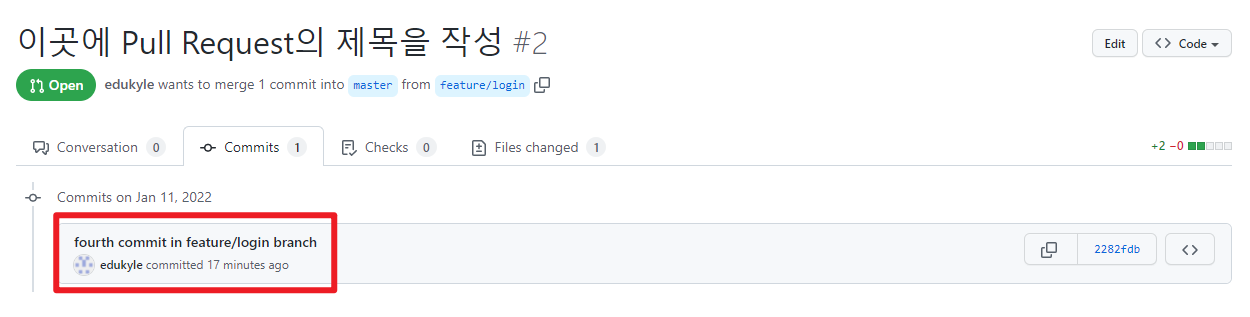 이곳에 Pull Request의 제목을 작성 #2
Edit
Code
Open
edukyle wants to merge 1 commit into master from feature/login
Conversation 0
Commits 1
Checks 0
Files changed 1
+2 −0
Commits on Jan 11, 2022
fourth commit in feature/login branch
edukyle committed 17 minutes ago
2282fdb